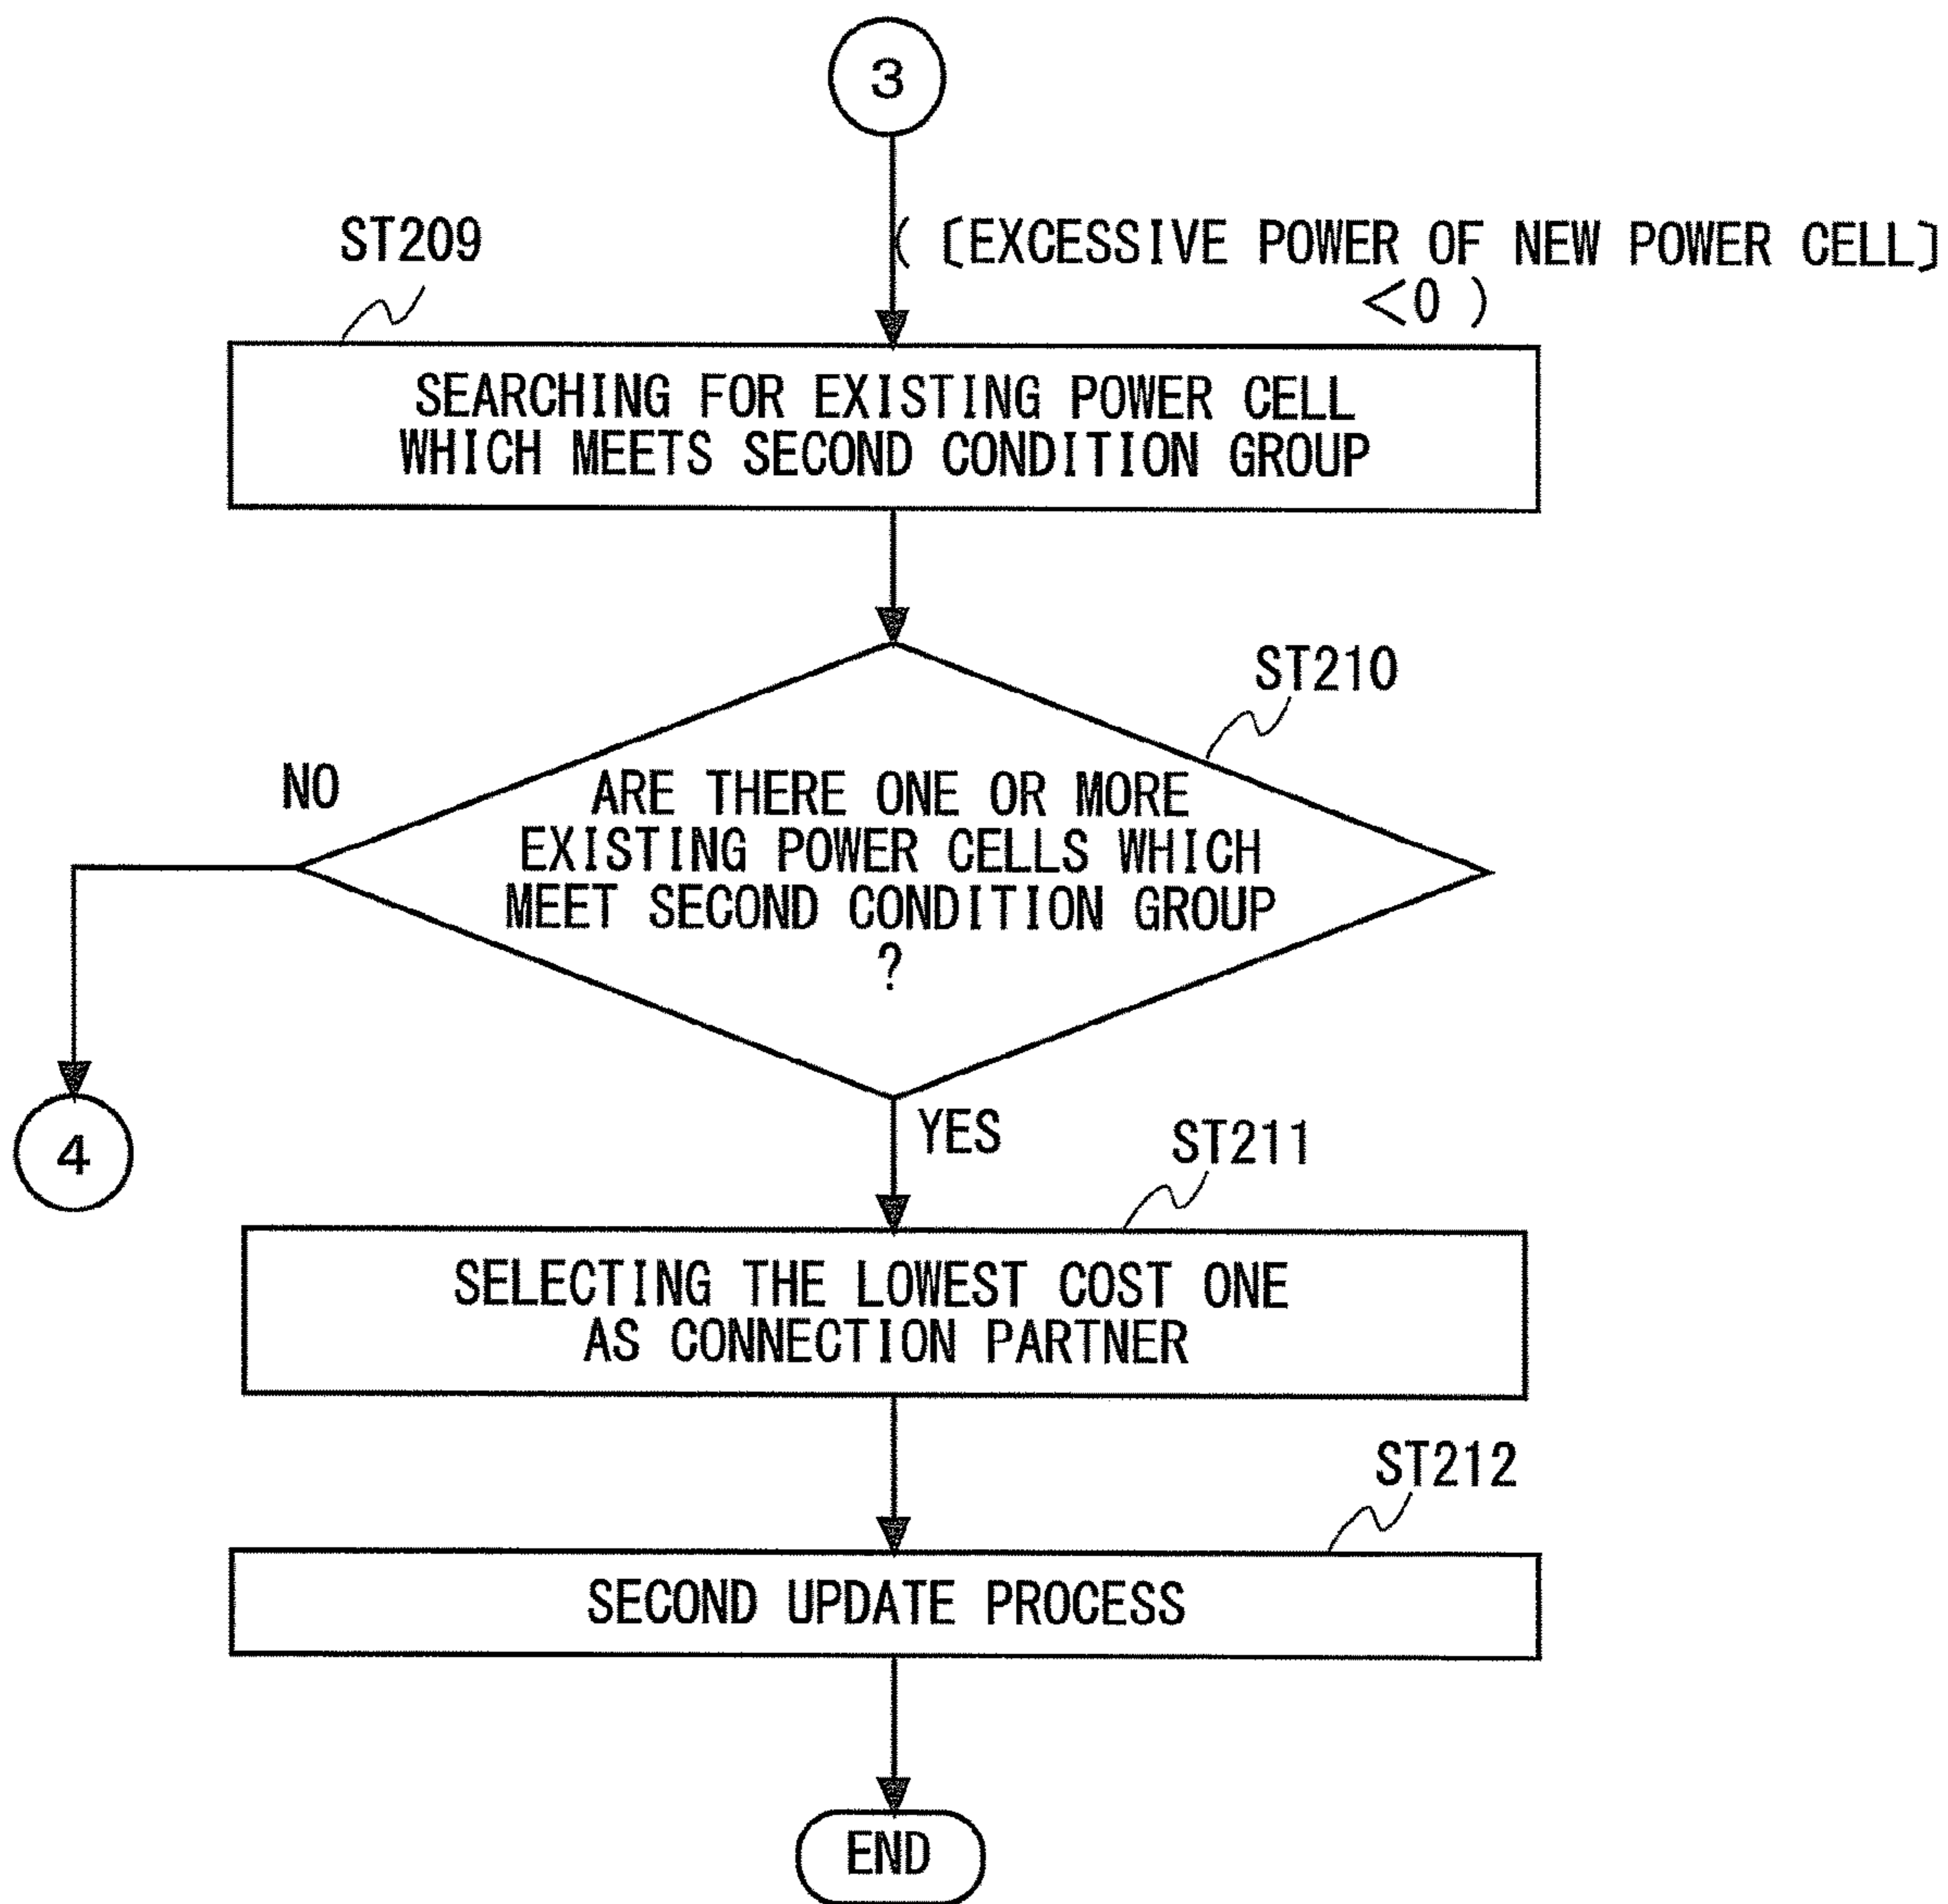 3
ST209
( 〔EXCESSIVE POWER OF NEW POWER CELL〕
<0 )
SEARCHING FOR EXISTING POWER CELL
WHICH MEETS SECOND CONDITION GROUP
ST210
NO
ARE THERE ONE OR MORE
EXISTING POWER CELLS WHICH
MEET SECOND CONDITION GROUP
?
4
YES
ST211
SELECTING THE LOWEST COST ONE
AS CONNECTION PARTNER
ST212
SECOND UPDATE PROCESS
END